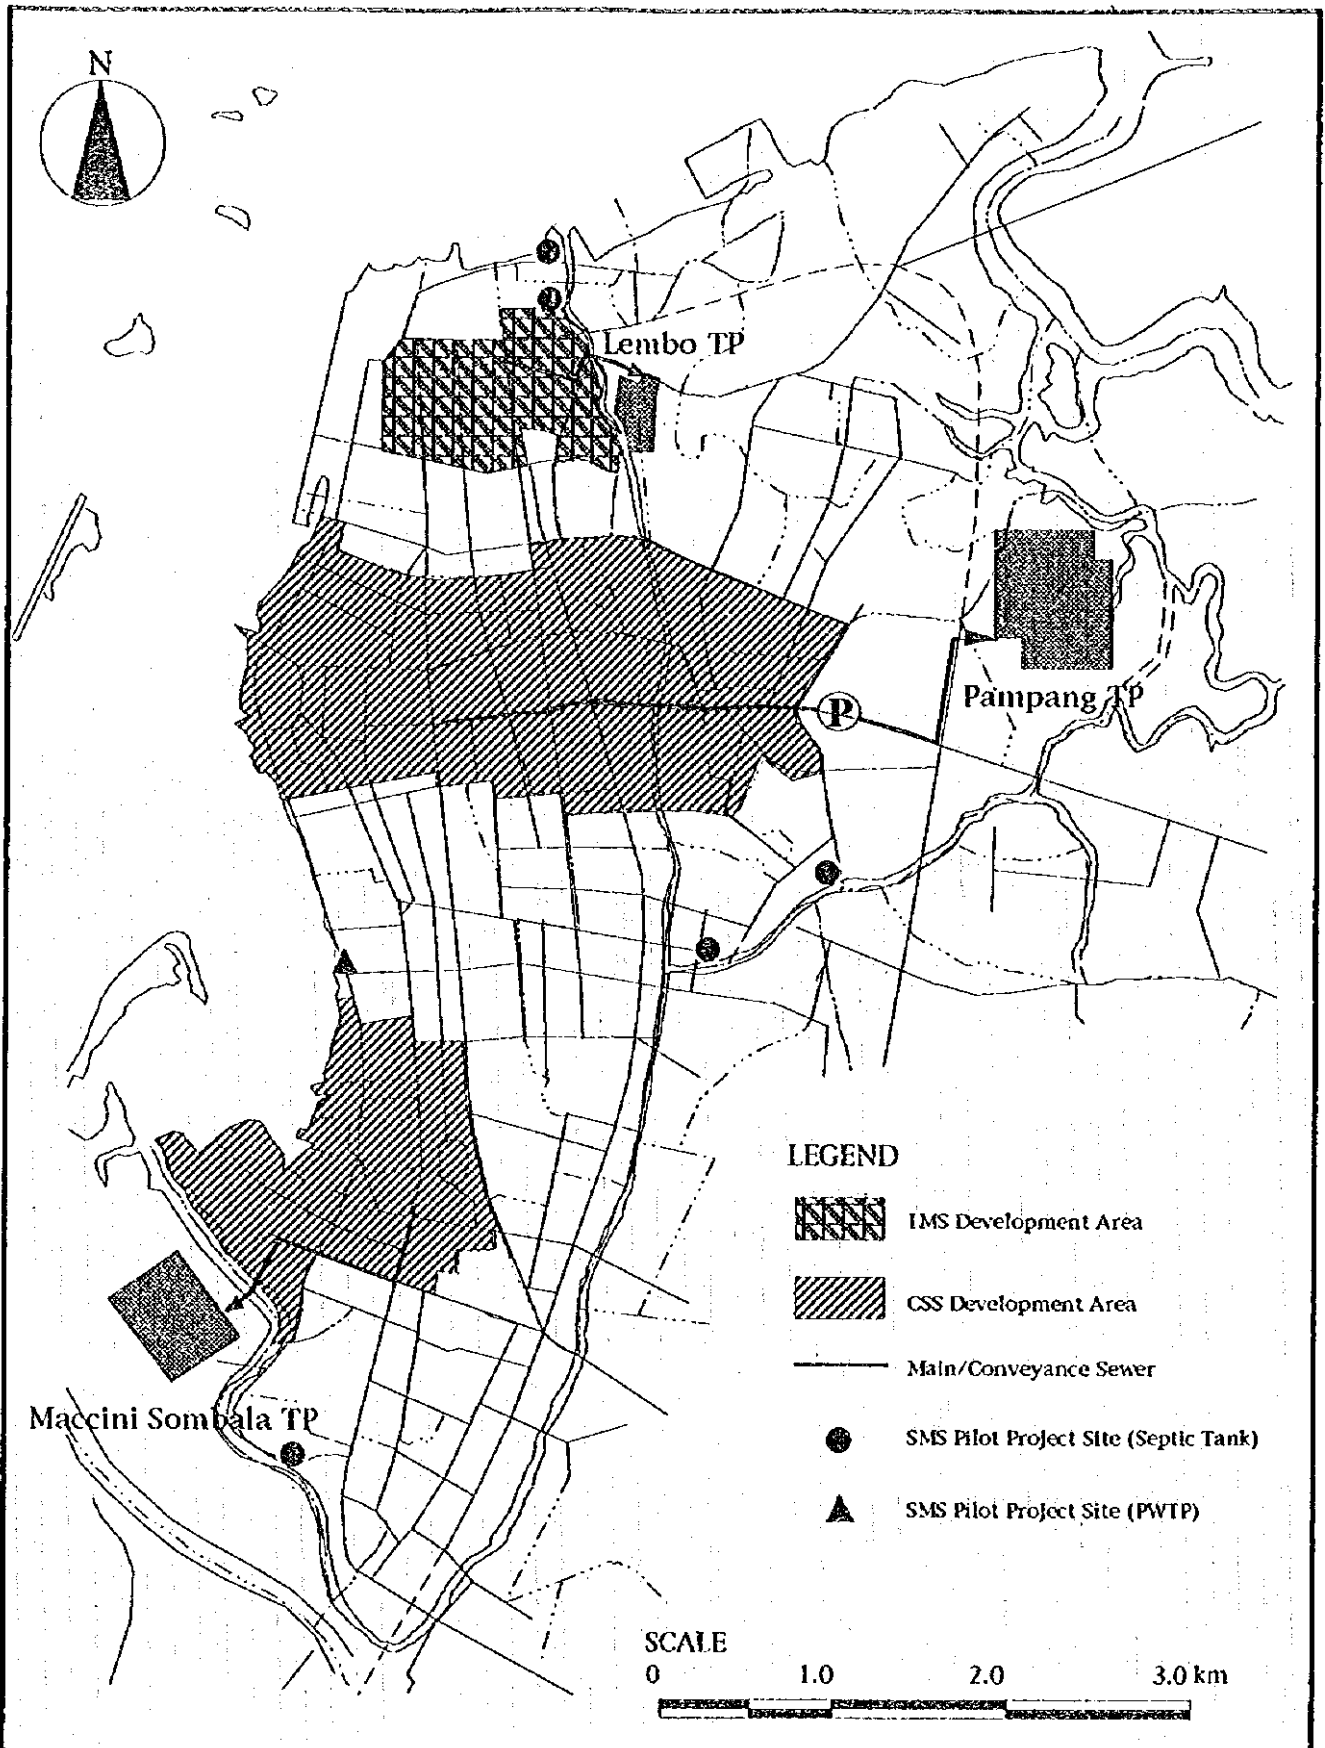 N
Lembo TP
P
Pampang TP
LEGEND
IMS Development Area
CSS Development Area
Main/Conveyance Sewer
Maccini Sombala TP
SMS Pilot Project Site (Septic Tank)
SMS Pilot Project Site (PWTP)
SCALE
0 1.0 2.0 3.0 km